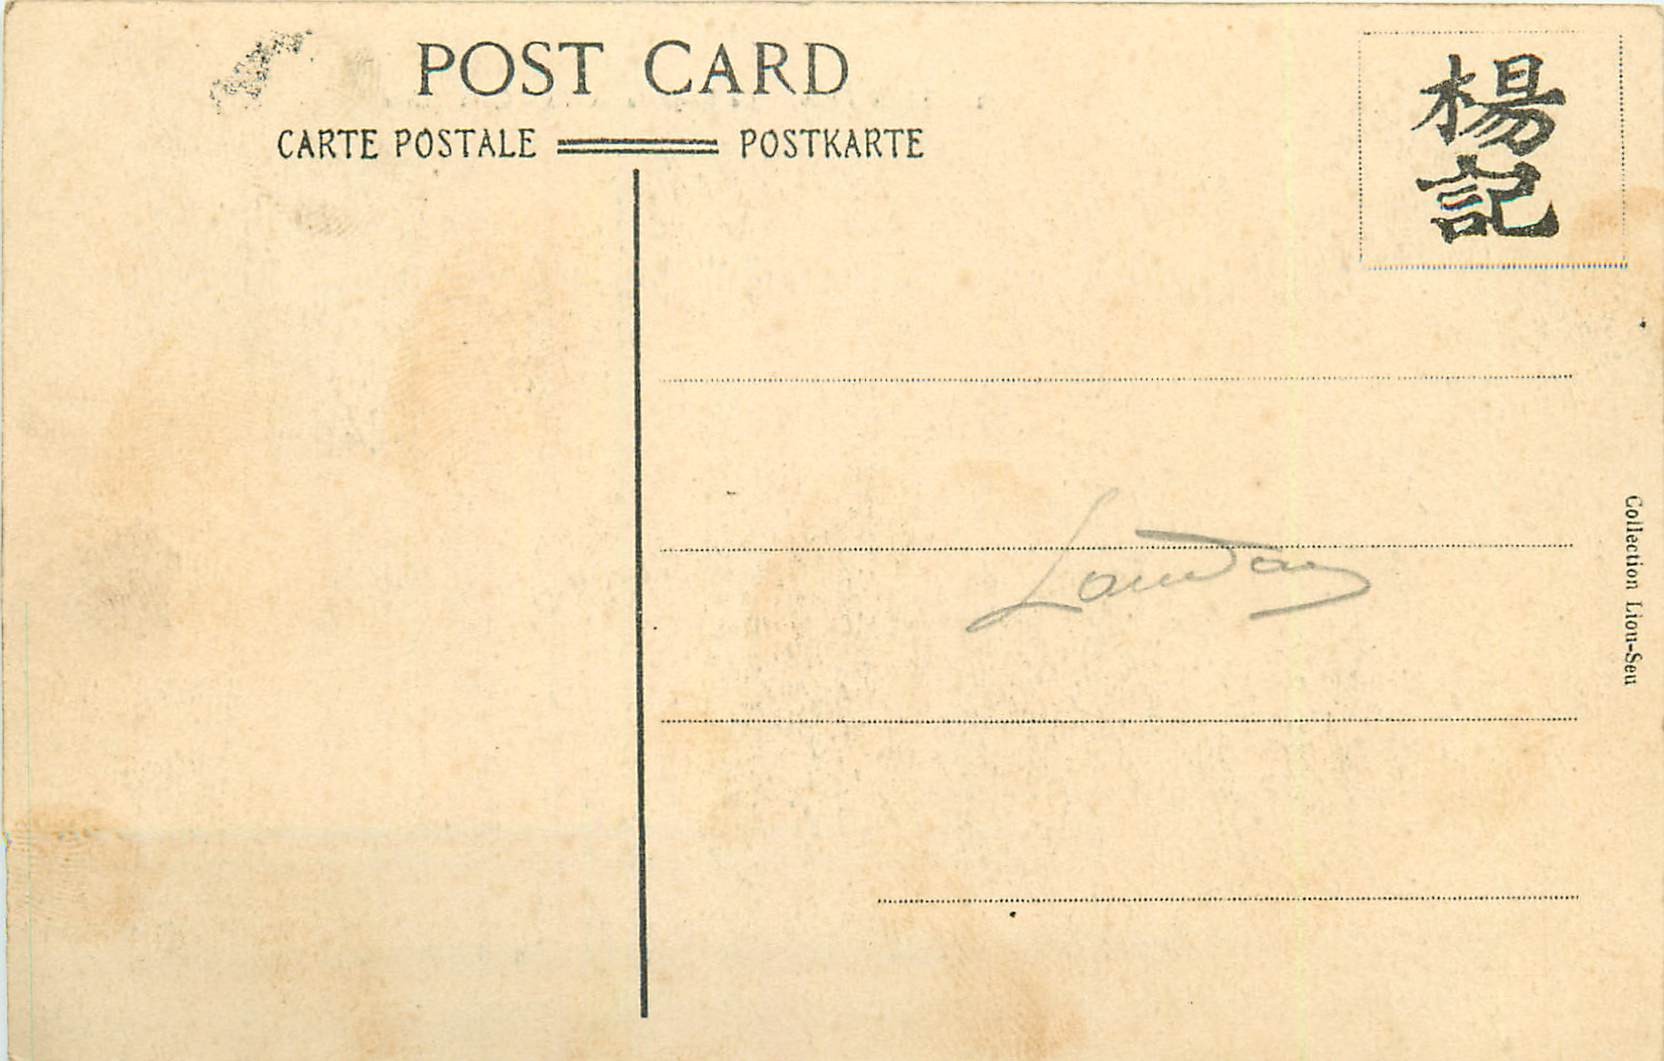 POST CARD
CARTE POSTALE POSTKARTE
楊
記
Collection Liou-Seu